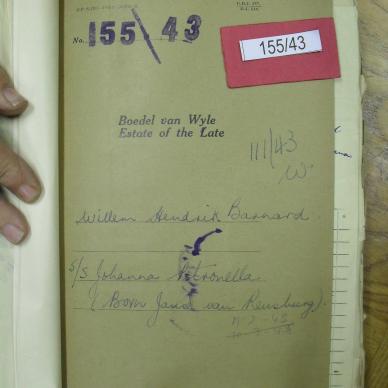 No. 155/43
155/43
Boedel van Wyle
Estate of the Late
111/43
W
Willem Hendrik Barnard.
S/S Johanna Petronella
(Born Jansе van Rensburg).